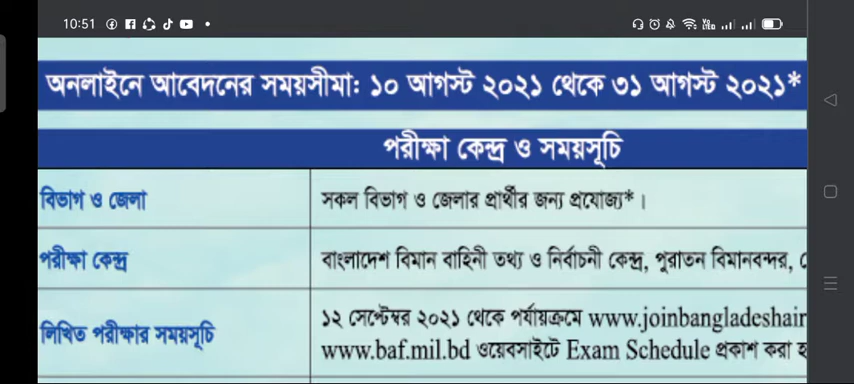 10:51
অনলাইনে আবেদনের সময়সীমা: ১০ আগস্ট ২০২১ থেকে ৩১ আগস্ট ২০২১*
পরীক্ষা কেন্দ্র ও সময়সূচি
বিভাগ ও জেলা সকল বিভাগ ও জেলার প্রার্থীর জন্য প্রযোজ্য*।
পরীক্ষা কেন্দ্র বাংলাদেশ বিমান বাহিনী তথ্য ও নির্বাচনী কেন্দ্র, পুরাতন বিমানবন্দর,
লিখিত পরীক্ষার সময়সূচি ১২ সেপ্টেম্বর ২০২১ থেকে পর্যায়ক্রমে www.joinbangladeshair
www.baf.mil.bd ওয়েবসাইটে Exam Schedule প্রকাশ করা